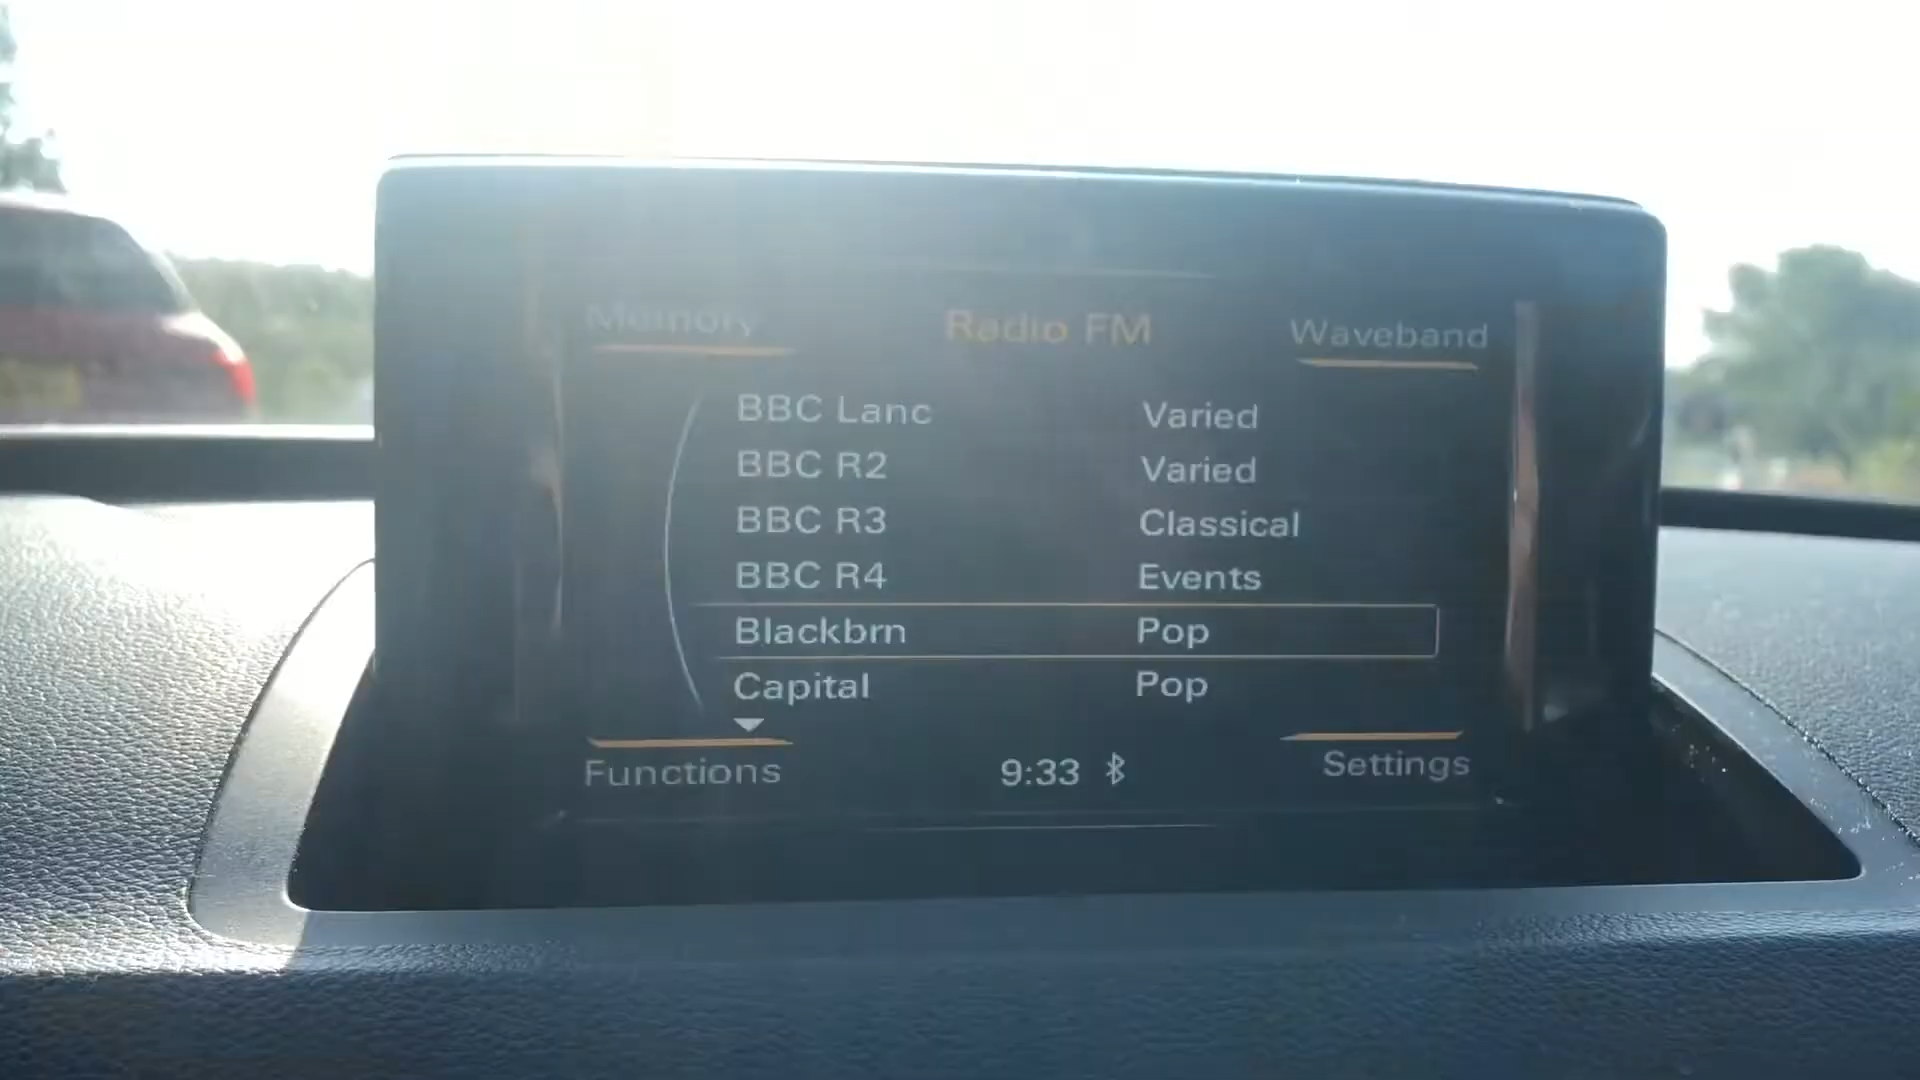 Memory Radio FM Waveband
BBC Lanc Varied
BBC R2 Varied
BBC R3 Classical
BBC R4 Events
Blackbrn Pop
Capital Pop
Functions 9:33 Settings